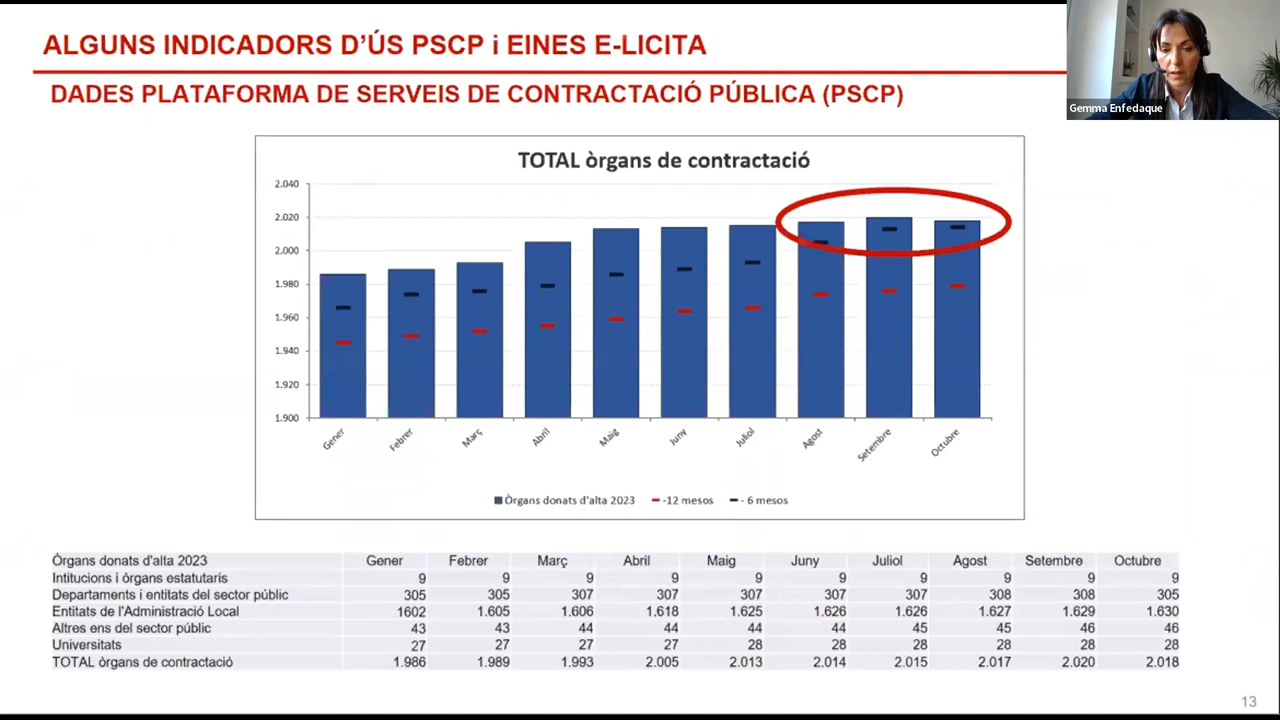 ALGUNS INDICADORS D'ÚS PSCP i EINES E-LICITA
DADES PLATAFORMA DE SERVEIS DE CONTRACTACIÓ PÚBLICA (PSCP)
Gemma Enfedaque
TOTAL òrgans de contractació
2.040
2.020
2.000
1.980
1.960
1.940
1.920
1.900
Gener Febrer Març Abril Maig Juny Juliol Agost Setembre Octubre
Òrgans donats d'alta 2023 -12 mesos - 6 mesos
Òrgans donats d'alta 2023 Gener Febrer Març Abril Maig Juny Juliol Agost Setembre Octubre
Intitucions i òrgans estatutaris 9 9 9 9 9 9 9 9 9 9
Departaments i entitats del sector públic 305 305 307 307 307 307 307 308 308 305
Entitats de l'Administració Local 1602 1.605 1.606 1.618 1.625 1.626 1.626 1.627 1.629 1.630
Altres ens del sector públic 43 43 44 44 44 44 45 45 46 46
Universitats 27 27 27 27 28 28 28 28 28 28
TOTAL òrgans de contractació 1.986 1.989 1.993 2.005 2.013 2.014 2.015 2.017 2.020 2.018
13